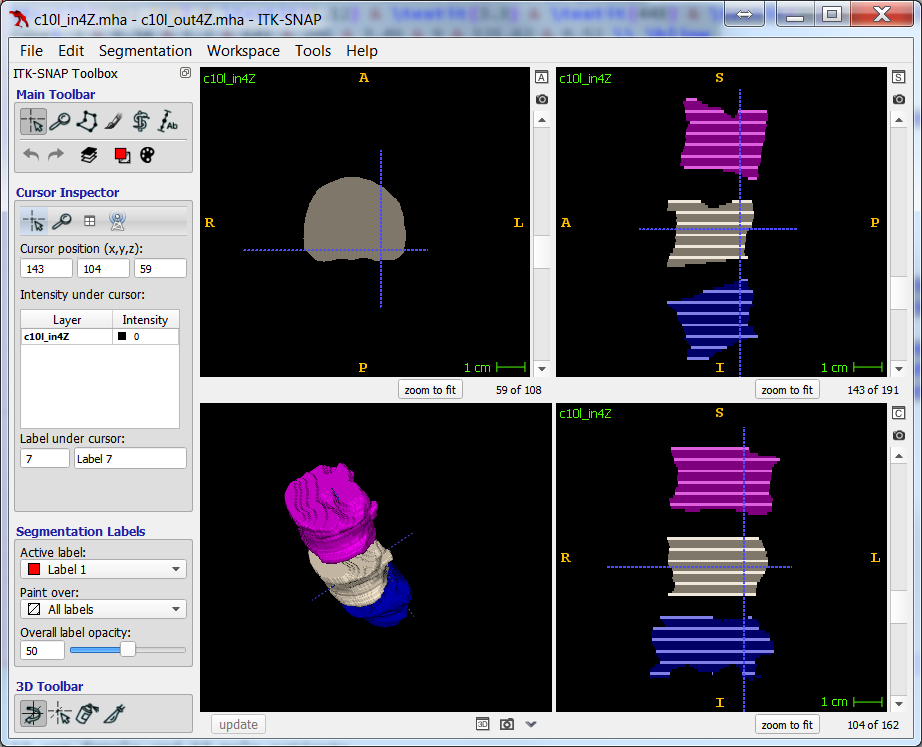 c10l_in4Z.mha - c10l_out4Z.mha - ITK-SNAP
File Edit Segmentation Workspace Tools Help
ITK-SNAP Toolbox
Main Toolbar
Ab
Cursor Inspector
Cursor position (x,y,z):
143 104 59
Intensity under cursor:
Layer Intensity
c10l_in4Z 0
Label under cursor:
7 Label 7
Segmentation Labels
Active label:
Label 1
Paint over:
All labels
Overall label opacity:
50
3D Toolbar
c10l_in4Z
A
A
R
L
P
1 cm
zoom to fit 59 of 108
c10l_in4Z
S
S
A
P
I
1 cm
zoom to fit 143 of 191
update
3D
c10l_in4Z
S
C
R
L
I
1 cm
zoom to fit 104 of 162